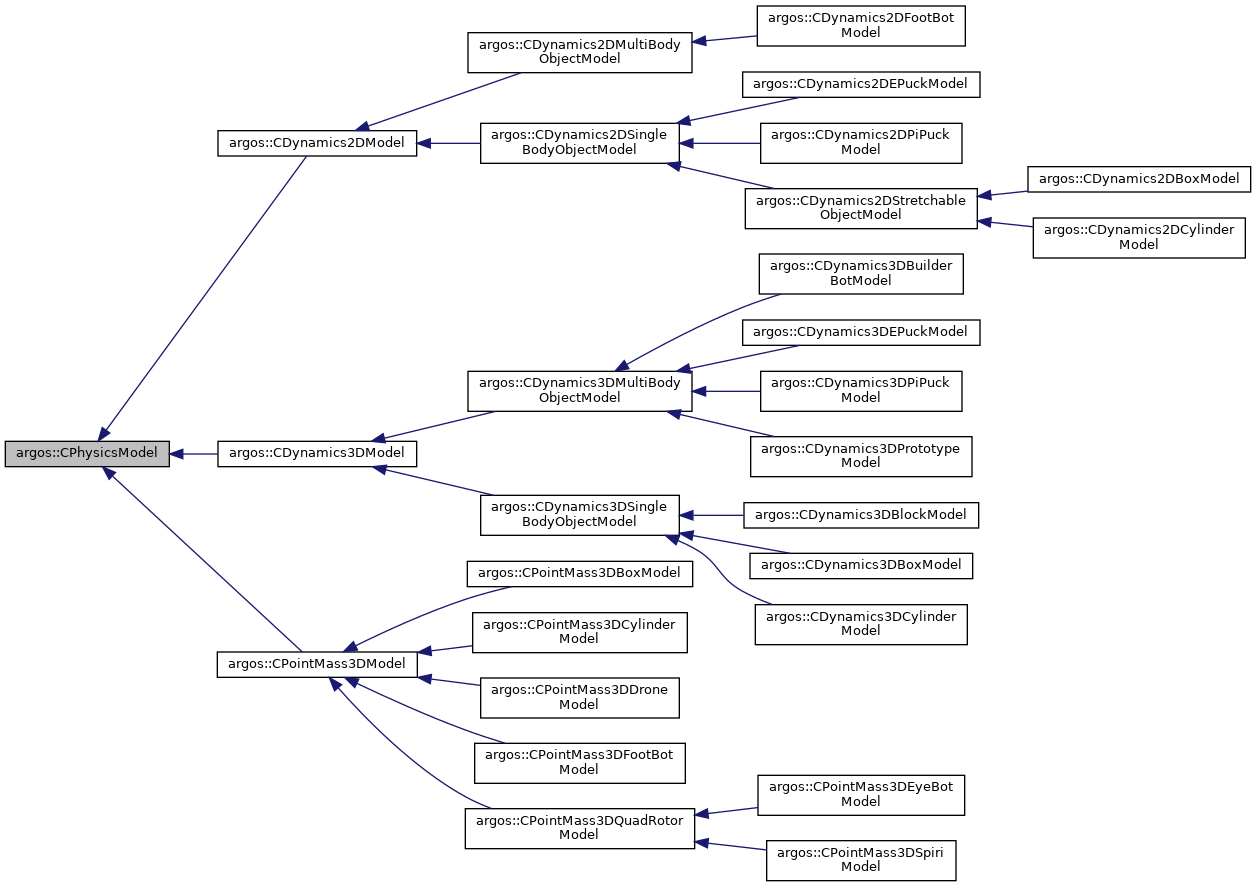 argos::CPhysicsModel
argos::CDynamics2DModel
argos::CDynamics2DMultiBody
ObjectModel
argos::CDynamics2DFootBot
Model
argos::CDynamics2DSingle
BodyObjectModel
argos::CDynamics2DEPuckModel
argos::CDynamics2DPiPuck
Model
argos::CDynamics2DStretchable
ObjectModel
argos::CDynamics2DBoxModel
argos::CDynamics2DCylinder
Model
argos::CDynamics3DModel
argos::CDynamics3DMultiBody
ObjectModel
argos::CDynamics3DBuilder
BotModel
argos::CDynamics3DEPuckModel
argos::CDynamics3DPiPuck
Model
argos::CDynamics3DPrototype
Model
argos::CDynamics3DSingle
BodyObjectModel
argos::CDynamics3DBlockModel
argos::CDynamics3DBoxModel
argos::CDynamics3DCylinder
Model
argos::CPointMass3DModel
argos::CPointMass3DBoxModel
argos::CPointMass3DCylinder
Model
argos::CPointMass3DDrone
Model
argos::CPointMass3DFootBot
Model
argos::CPointMass3DQuadRotor
Model
argos::CPointMass3DEyeBot
Model
argos::CPointMass3DSpiri
Model